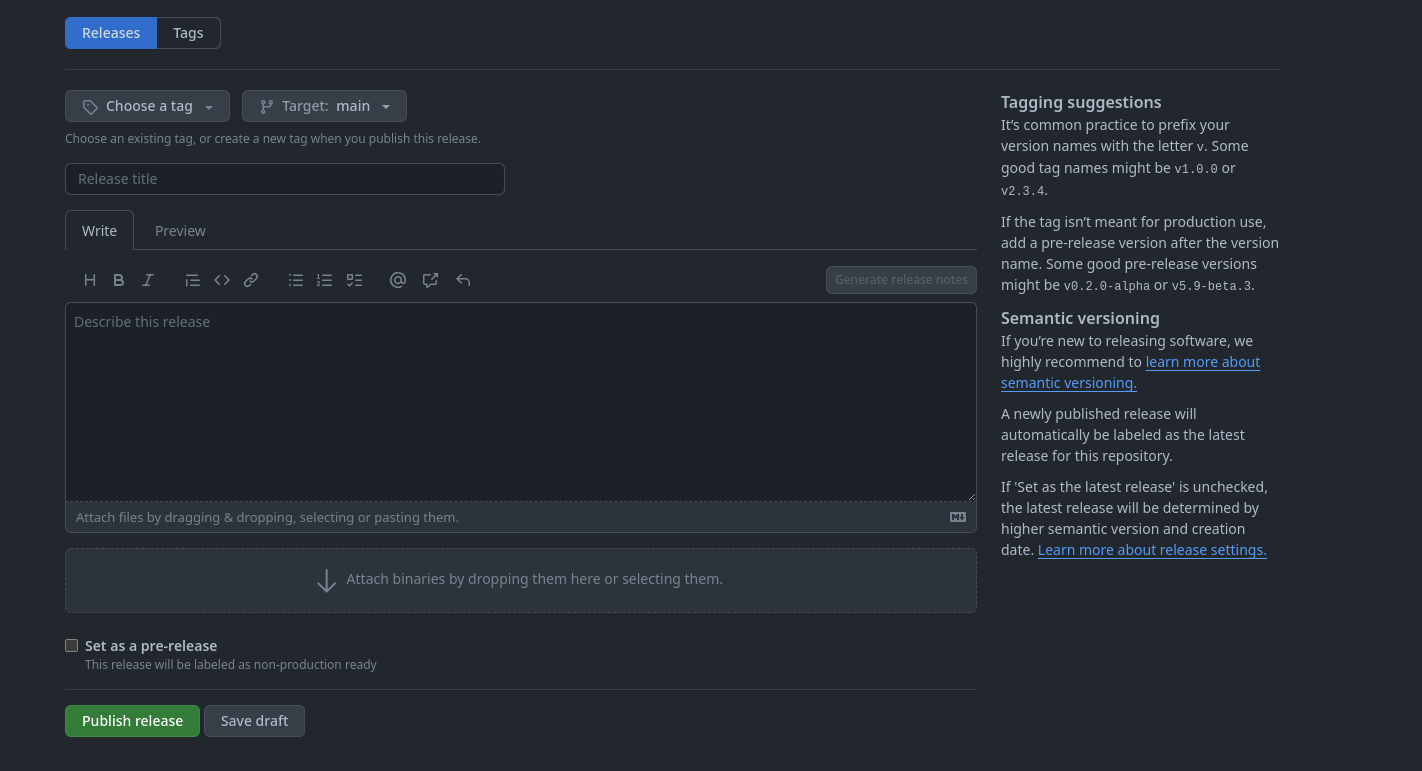 Releases Tags
Choose a tag Target: main
Choose an existing tag, or create a new tag when you publish this release.
Release title
Write Preview
Generate release notes
Describe this release
Attach files by dragging & dropping, selecting or pasting them.
Attach binaries by dropping them here or selecting them.
Set as a pre-release
This release will be labeled as non-production ready
Publish release Save draft
Tagging suggestions
It’s common practice to prefix your
version names with the letter v. Some
good tag names might be v1.0.0 or
v2.3.4.
If the tag isn’t meant for production use,
add a pre-release version after the version
name. Some good pre-release versions
might be v0.2.0-alpha or v5.9-beta.3.
Semantic versioning
If you’re new to releasing software, we
highly recommend to learn more about
semantic versioning.
A newly published release will
automatically be labeled as the latest
release for this repository.
If 'Set as the latest release' is unchecked,
the latest release will be determined by
higher semantic version and creation
date. Learn more about release settings.